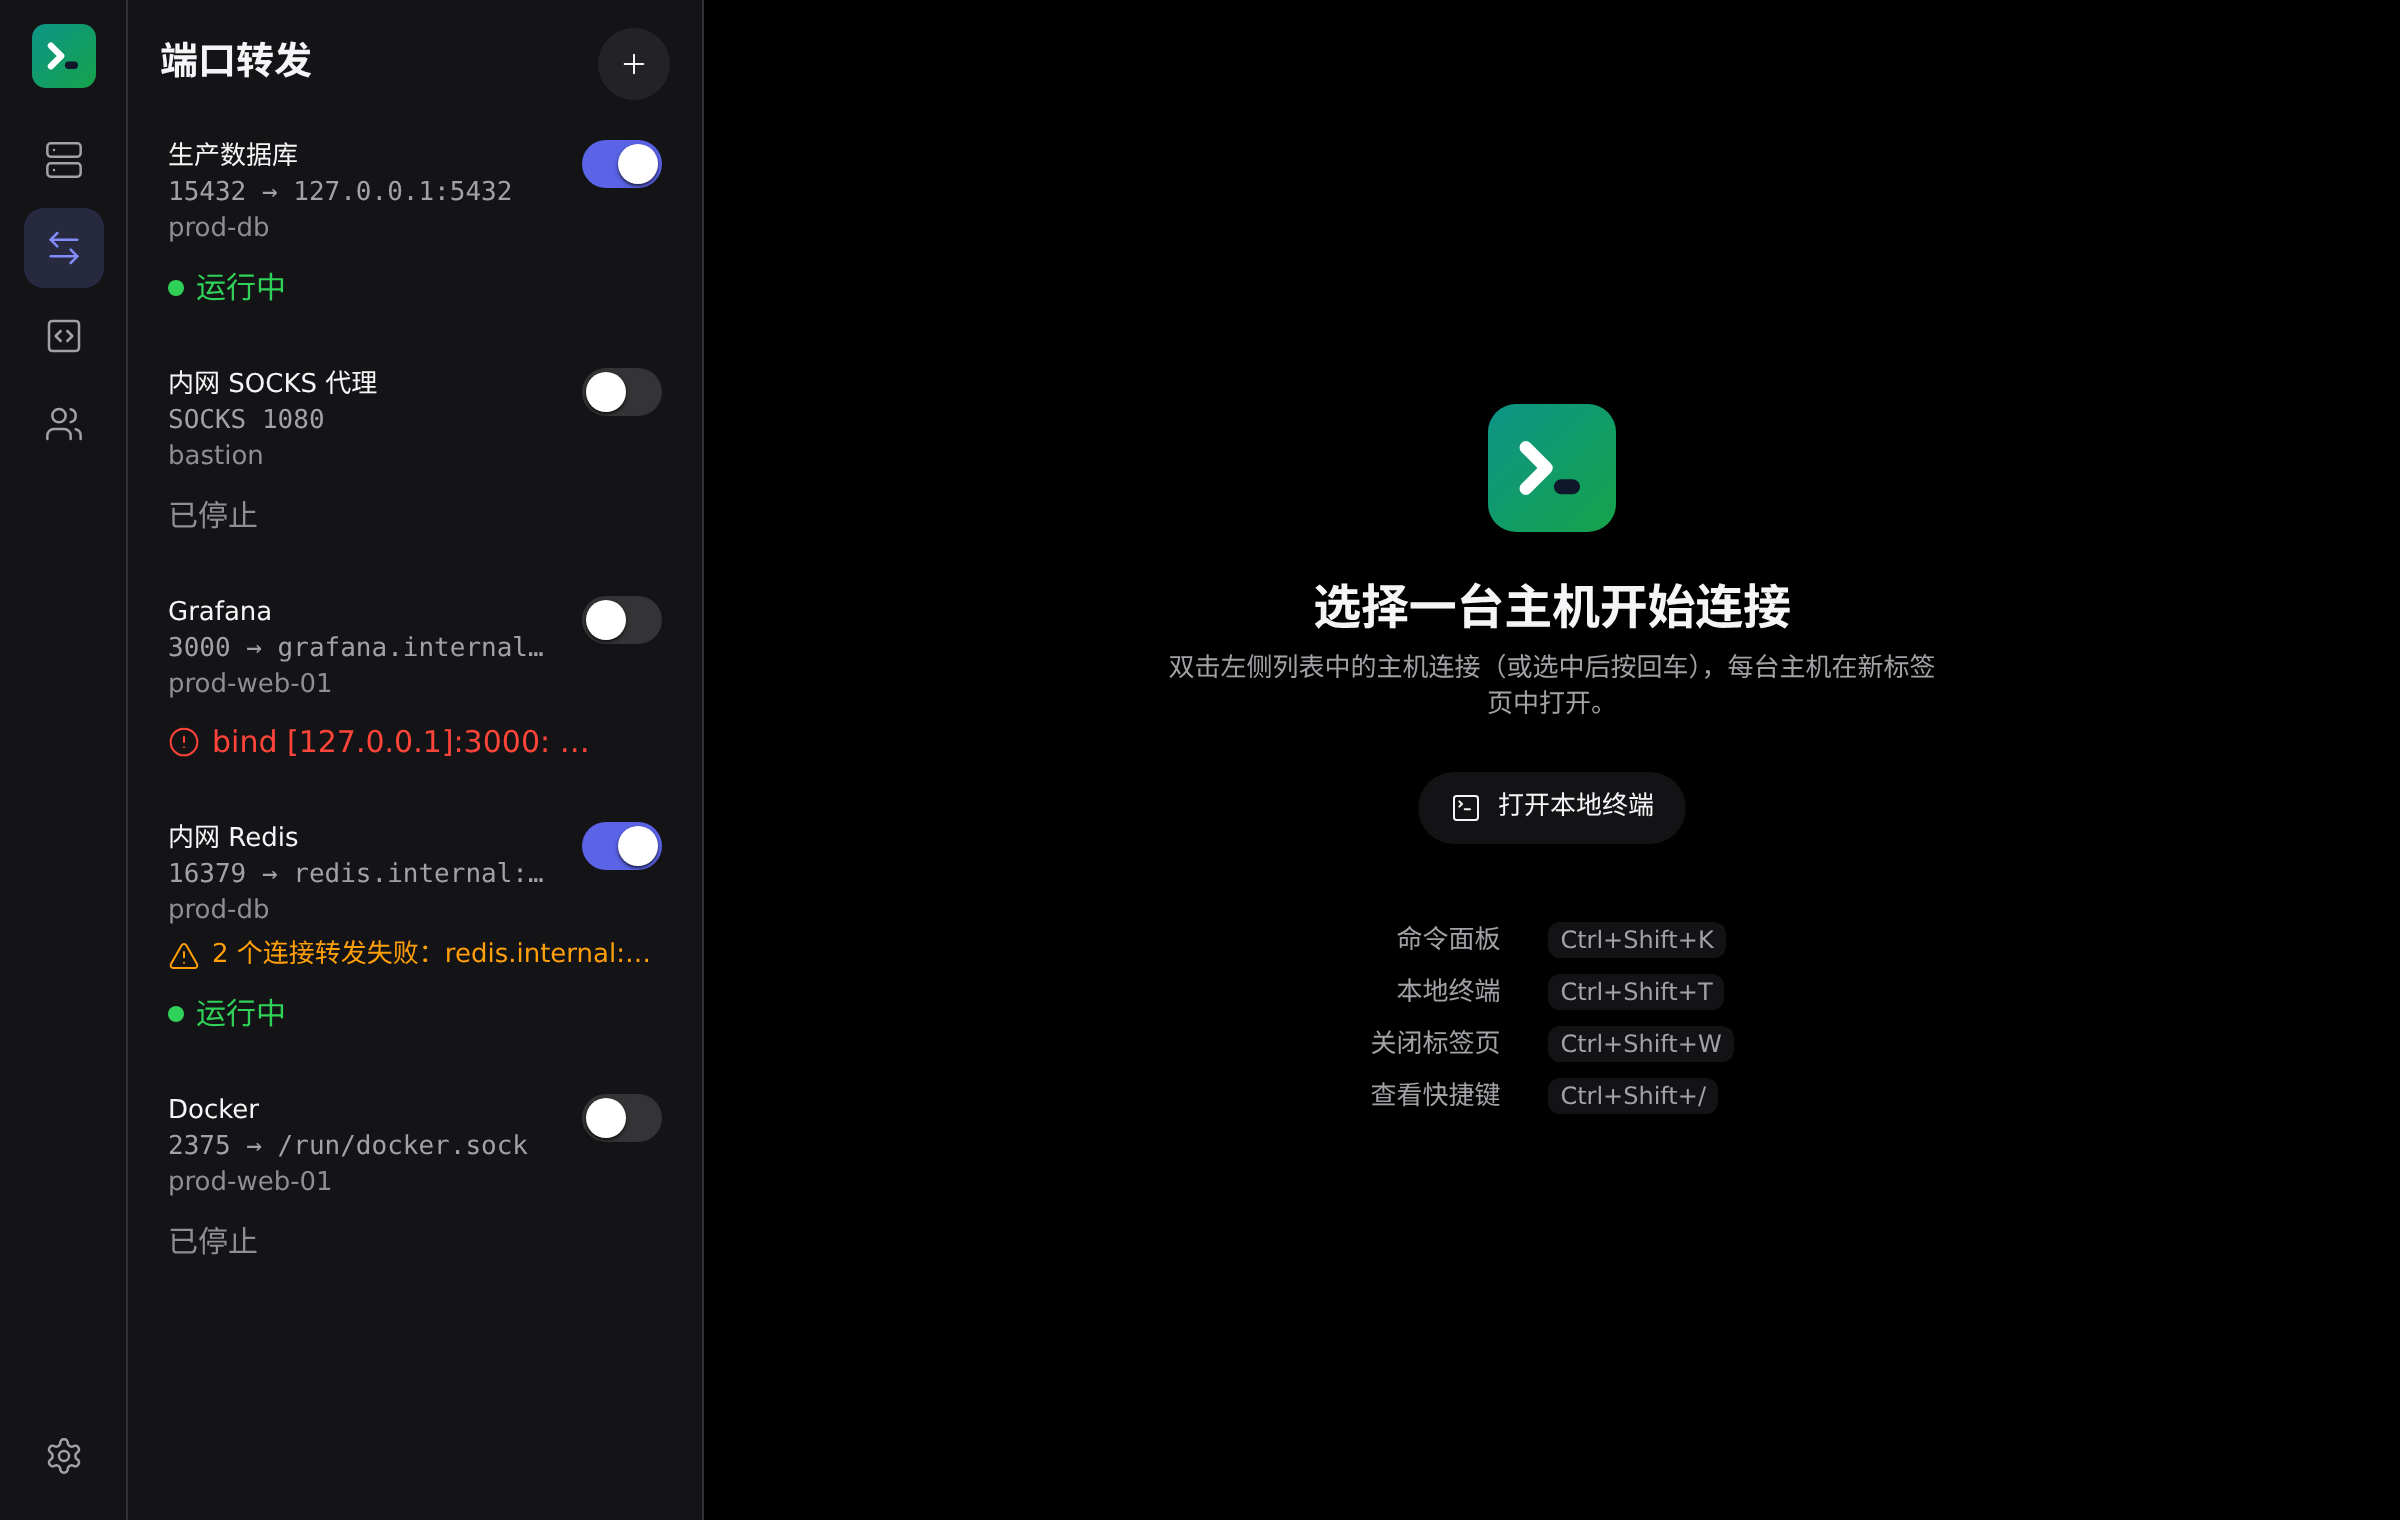 端口转发
生产数据库
15432 → 127.0.0.1:5432
prod-db
运行中
内网 SOCKS 代理
SOCKS 1080
bastion
已停止
Grafana
3000 → grafana.internal…
prod-web-01
bind [127.0.0.1]:3000: …
内网 Redis
16379 → redis.internal:…
prod-db
2 个连接转发失败：redis.internal:…
运行中
Docker
2375 → /run/docker.sock
prod-web-01
已停止
选择一台主机开始连接
双击左侧列表中的主机连接（或选中后按回车），每台主机在新标签
页中打开。
打开本地终端
命令面板 Ctrl+Shift+K
本地终端 Ctrl+Shift+T
关闭标签页 Ctrl+Shift+W
查看快捷键 Ctrl+Shift+/